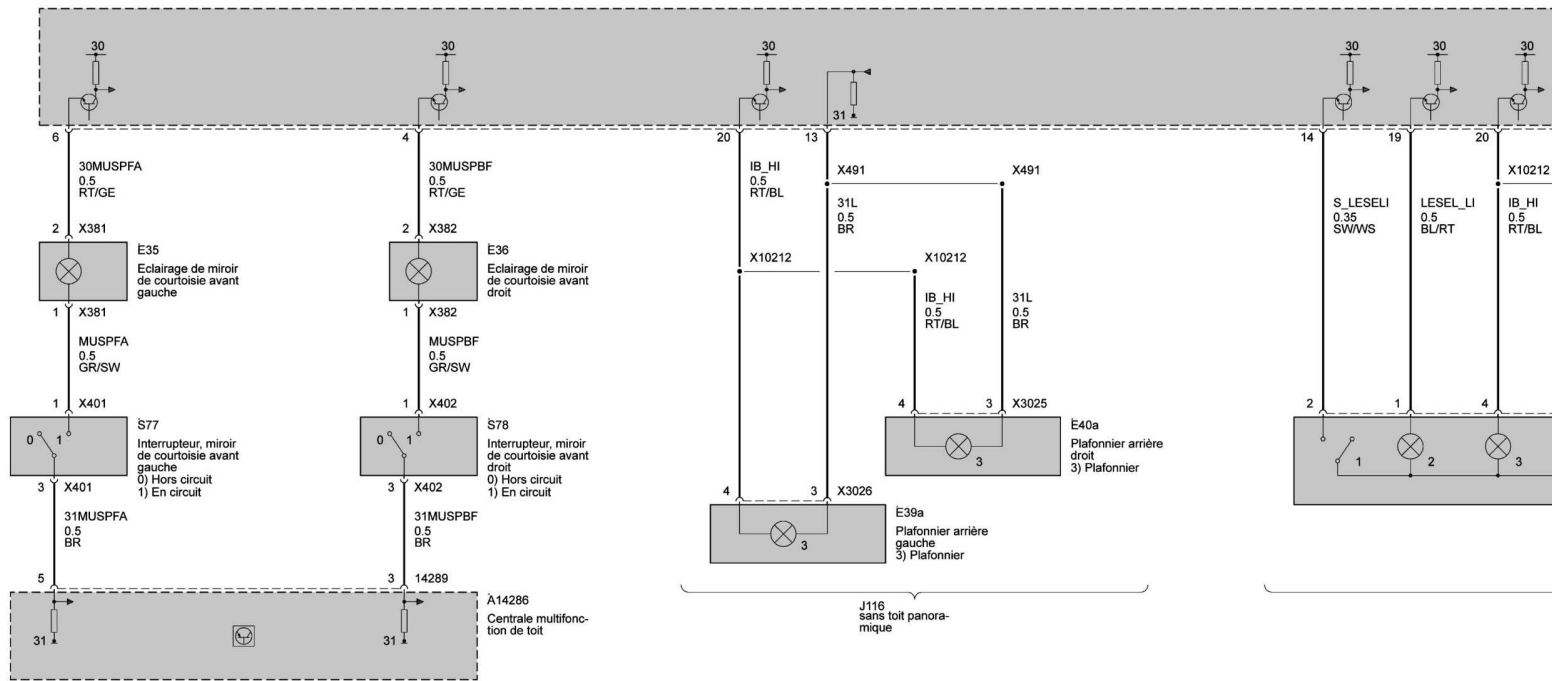 30
30
30
30
30
30
31
6
4
20
13
14
19
20
30MUSPFA
0.5
RT/GE
30MUSPBF
0.5
RT/GE
IB_HI
0.5
RT/BL
X491
X491
X10212
31L
0.5
BR
S_LESELI
0.35
SW/WS
LESEL_LI
0.5
BL/RT
IB_HI
0.5
RT/BL
2 X381
2 X382
E35
Eclairage de miroir
de courtoisie avant
gauche
E36
Eclairage de miroir
de courtoisie avant
droit
X10212
X10212
1 X381
1 X382
IB_HI
0.5
RT/BL
31L
0.5
BR
MUSPFA
0.5
GR/SW
MUSPBF
0.5
GR/SW
1 X401
1 X402
4
3 X3025
2
1
4
0 1
S77
Interrupteur, miroir
de courtoisie avant
gauche
0) Hors circuit
1) En circuit
0 1
S78
Interrupteur, miroir
de courtoisie avant
droit
0) Hors circuit
1) En circuit
3
E40a
Plafonnier arrière
droit
3) Plafonnier
1
2
3
3 X401
3 X402
4
3 X3026
31MUSPFA
0.5
BR
31MUSPBF
0.5
BR
3
E39a
Plafonnier arrière
gauche
3) Plafonnier
5
3 14289
31
31
A14286
Centrale multifonc-
tion de toit
J116
sans toit panora-
mique